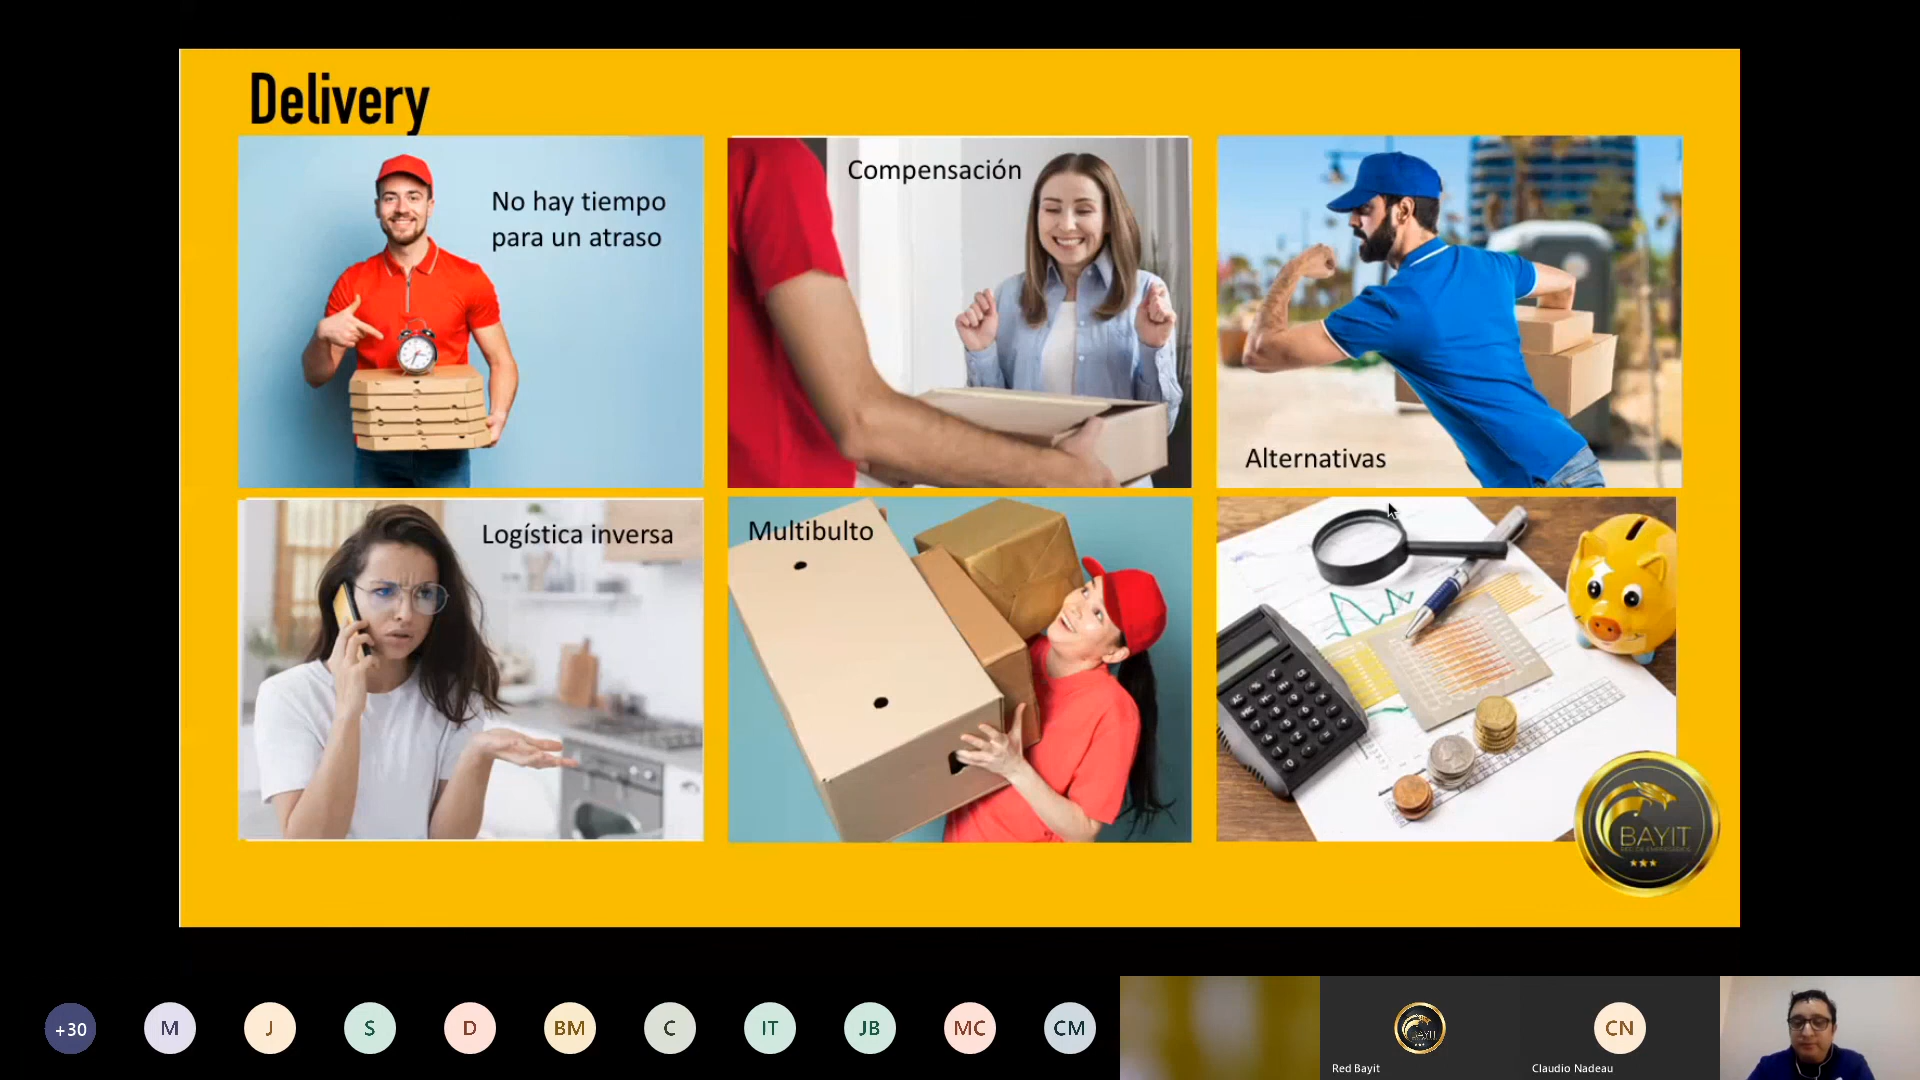 Delivery
No hay tiempo
para un atraso
Compensación
Alternativas
Logística inversa
Multibulto
BAYIT
+30
M
J
S
D
BM
C
IT
JB
MC
CM
Red Bayit
CN
Claudio Nadeau